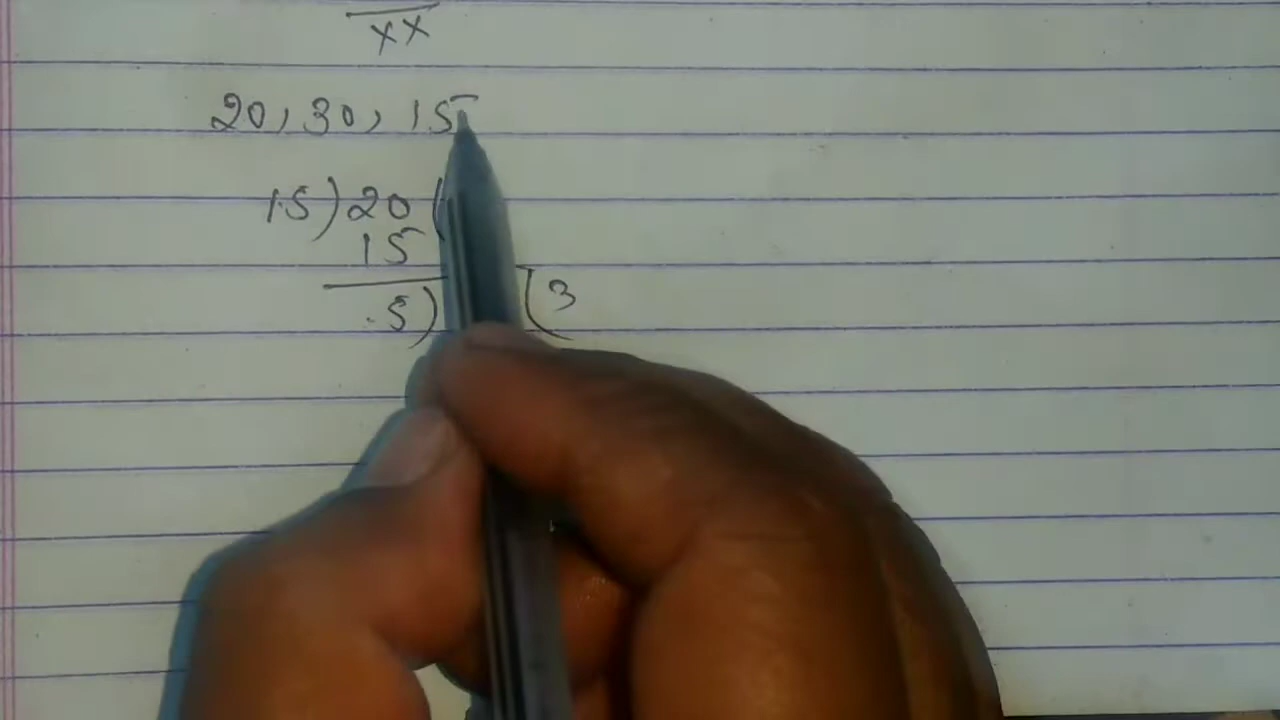 xx
20, 30, 15
15)20(
15
5) (3